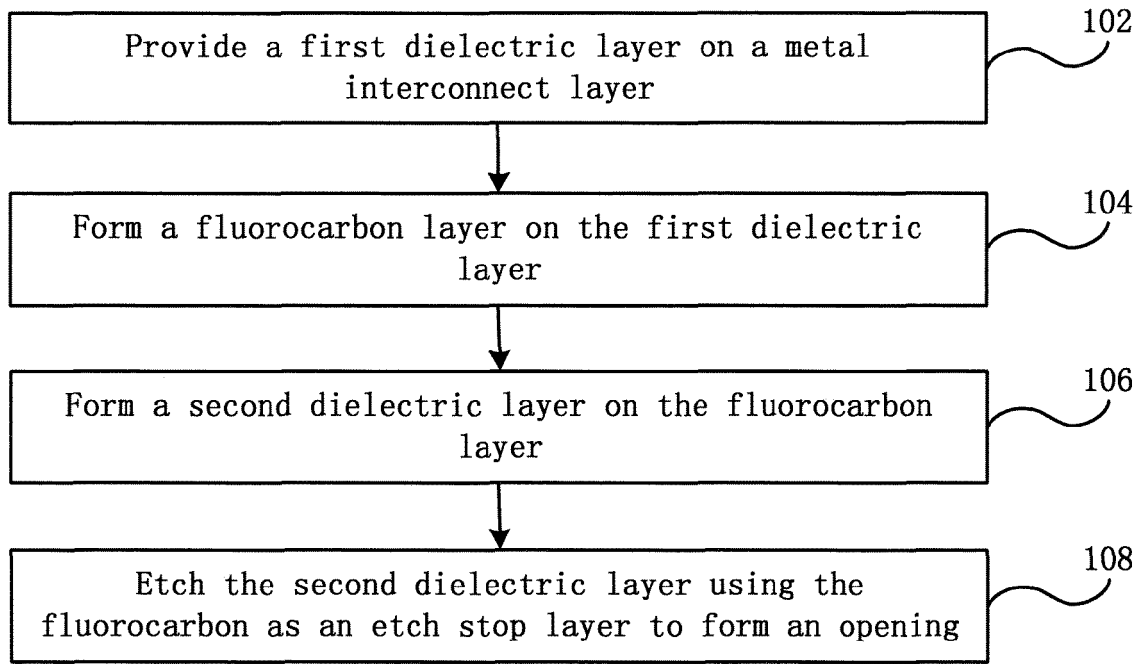 Provide a first dielectric layer on a metal
interconnect layer
102
Form a fluorocarbon layer on the first dielectric
layer
104
Form a second dielectric layer on the fluorocarbon
layer
106
Etch the second dielectric layer using the
fluorocarbon as an etch stop layer to form an opening
108